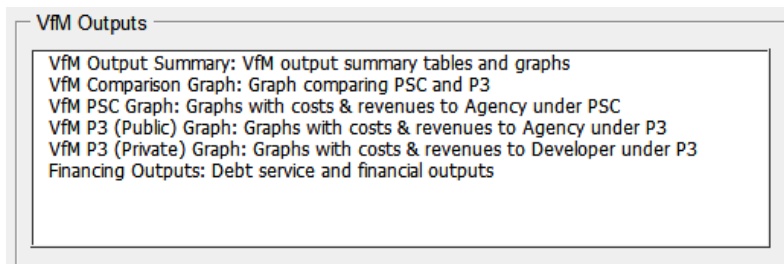 VfM Outputs
VfM Output Summary: VfM output summary tables and graphs
VfM Comparison Graph: Graph comparing PSC and P3
VfM PSC Graph: Graphs with costs & revenues to Agency under PSC
VfM P3 (Public) Graph: Graphs with costs & revenues to Agency under P3
VfM P3 (Private) Graph: Graphs with costs & revenues to Developer under P3
Financing Outputs: Debt service and financial outputs